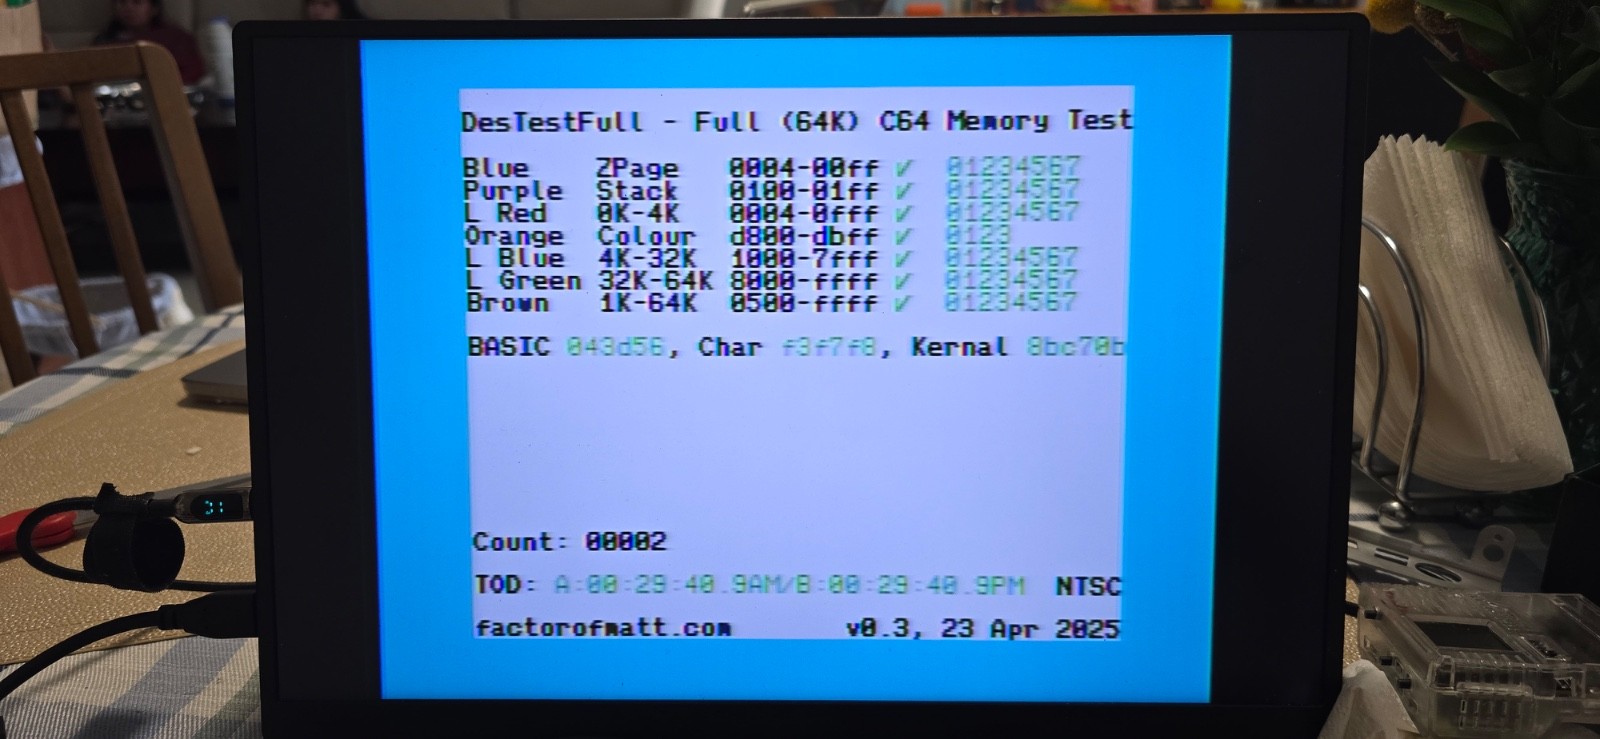 DesTestFull - Full (64K) C64 Memory Test
Blue ZPage 0004-00ff ✓ 01234567
Purple Stack 0100-01ff ✓ 01234567
L Red 0K-4K 0004-0fff ✓ 01234567
Orange Colour d800-dbff ✓ 0123
L Blue 4K-32K 1000-7fff ✓ 01234567
L Green 32K-64K 8000-ffff ✓ 01234567
Brown 1K-64K 0500-ffff ✓ 01234567
BASIC 043d56, Char f3f7f8, Kernal 8bc70b
Count: 00002
TOD: A:00:29:40.9AM/B:00:29:40.9PM NTSC
factorofmatt.com v0.3, 23 Apr 2025